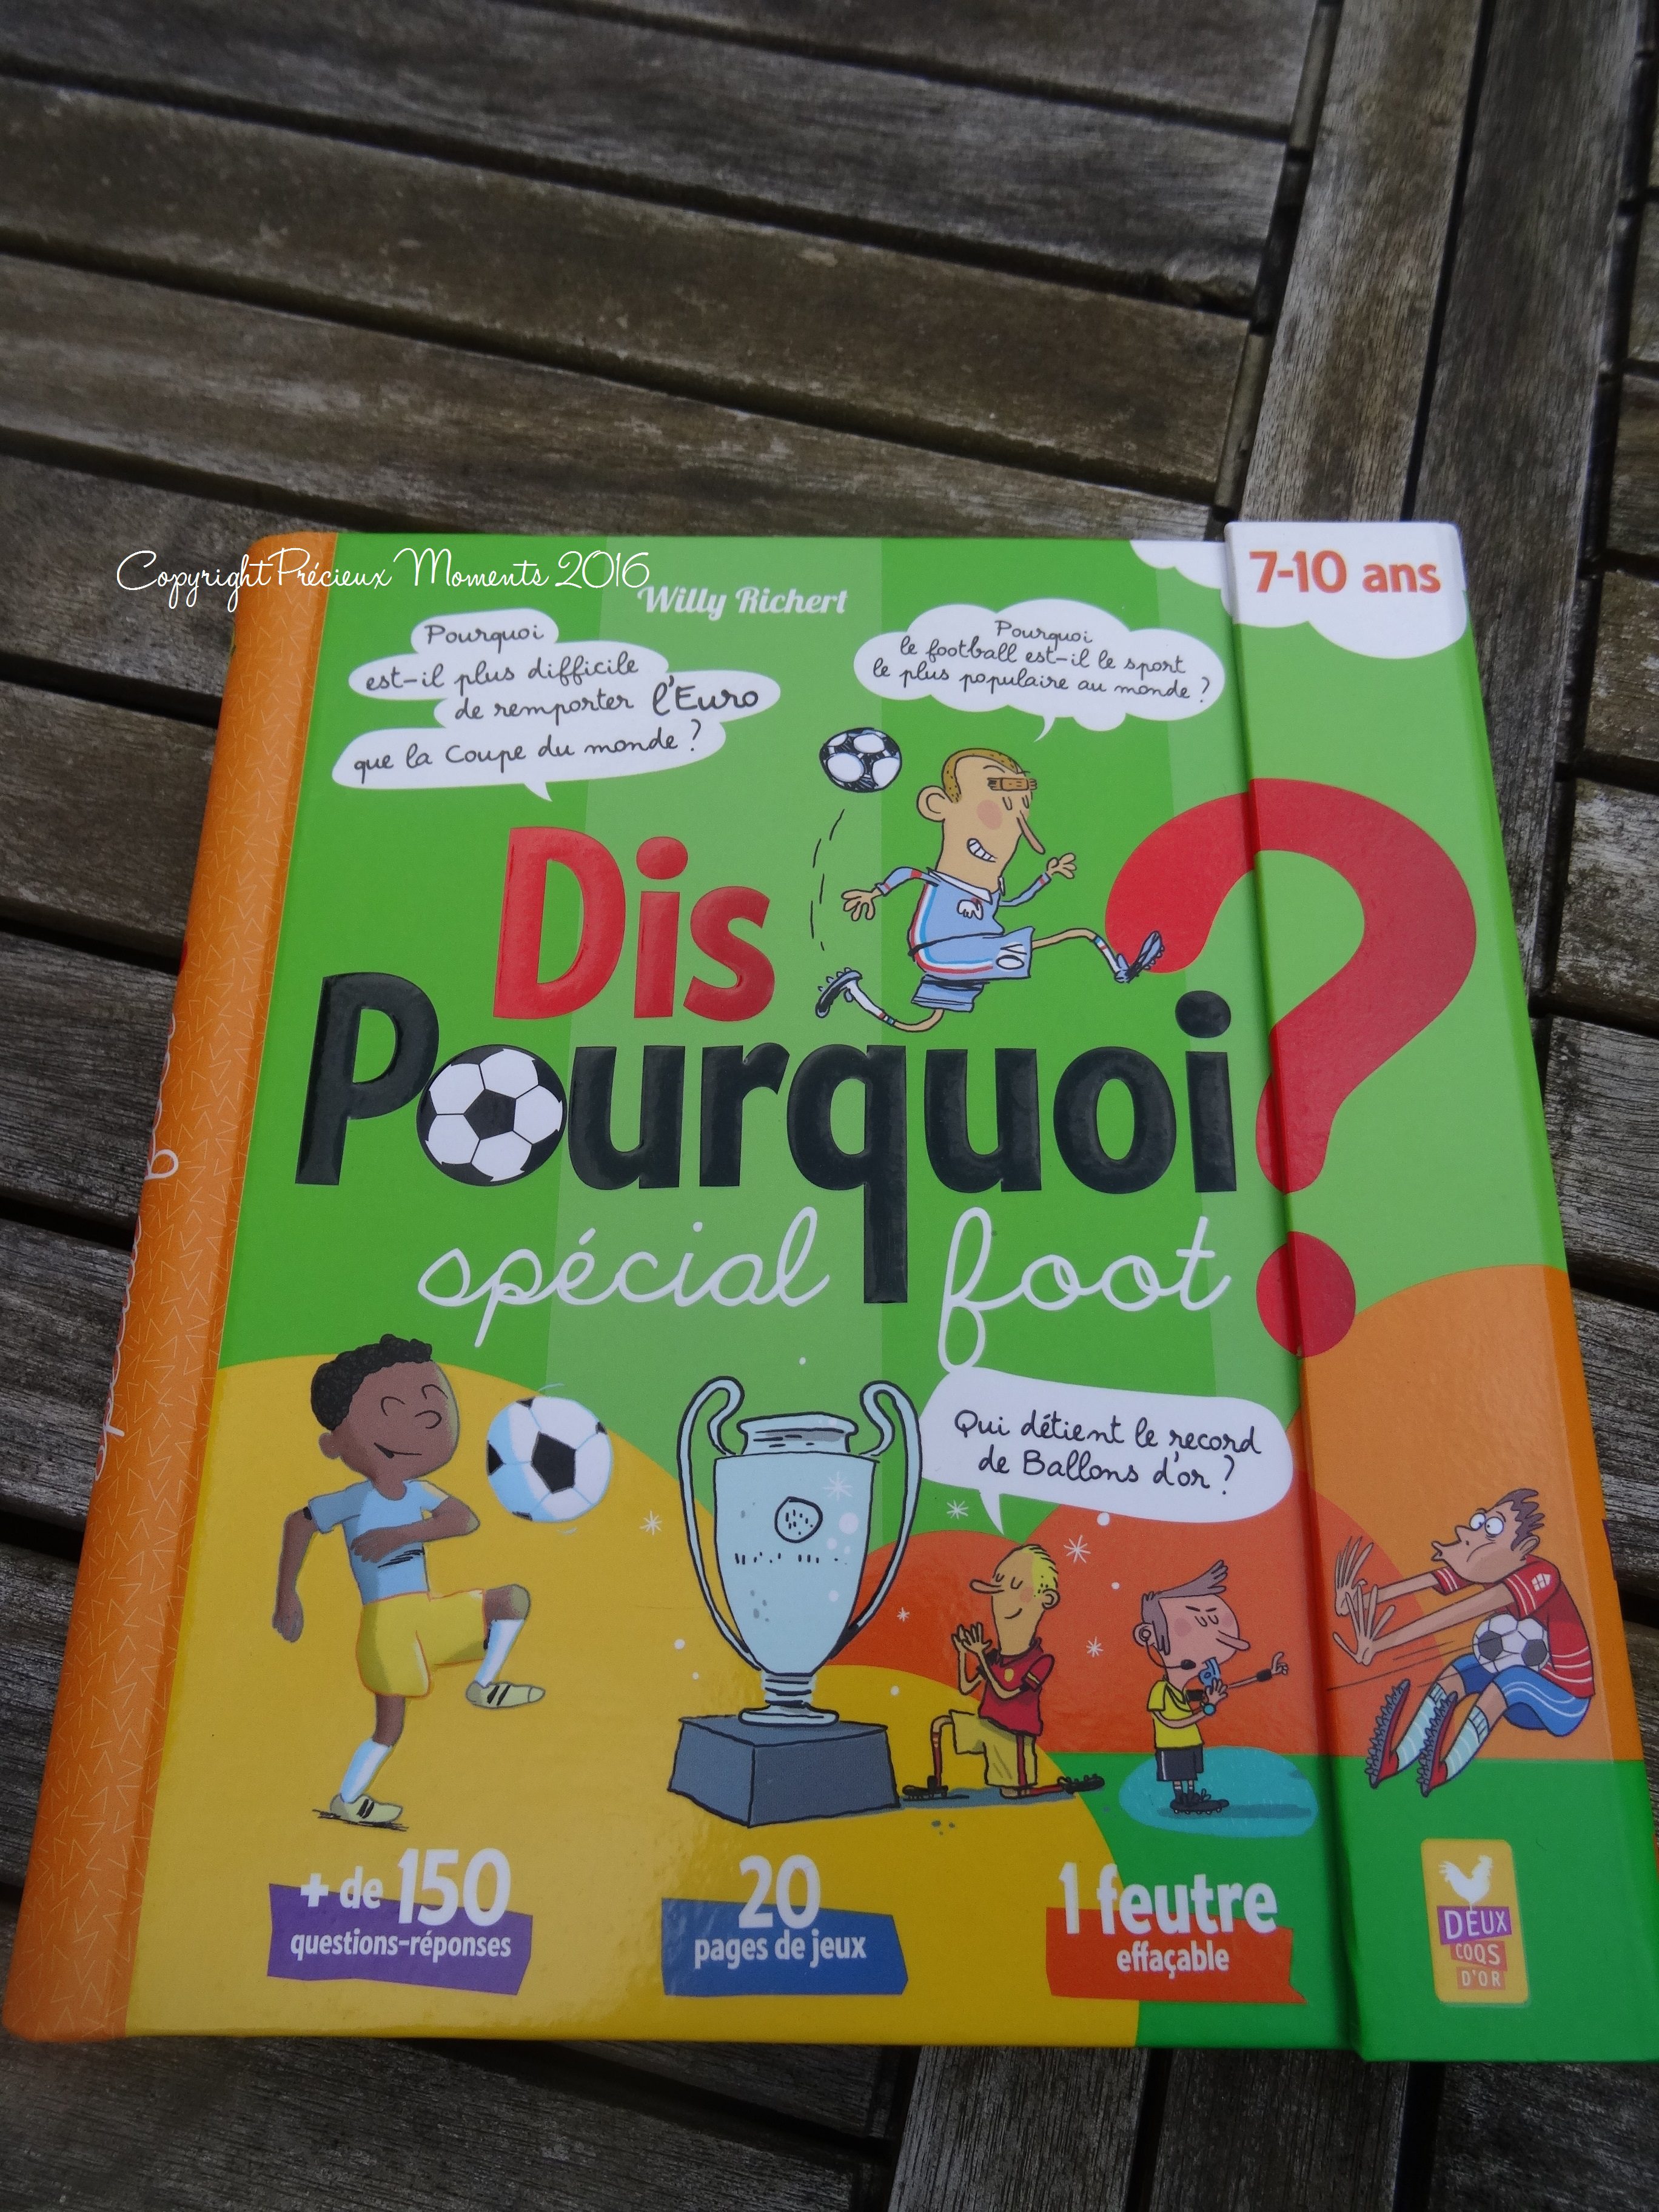 Copyright Précieux Moments 2016
Willy Richert
7-10 ans
Pourquoi
est-il plus difficile
de remporter l'Euro
que la Coupe du monde ?
Pourquoi
le football est-il le sport
le plus populaire au monde ?
Dis
Pourquoi ?
spécial foot
Qui détient le record
de Ballons d'or ?
+ de 150
questions-réponses
20
pages de jeux
1 feutre
effaçable
DEUX
COQS
D'OR